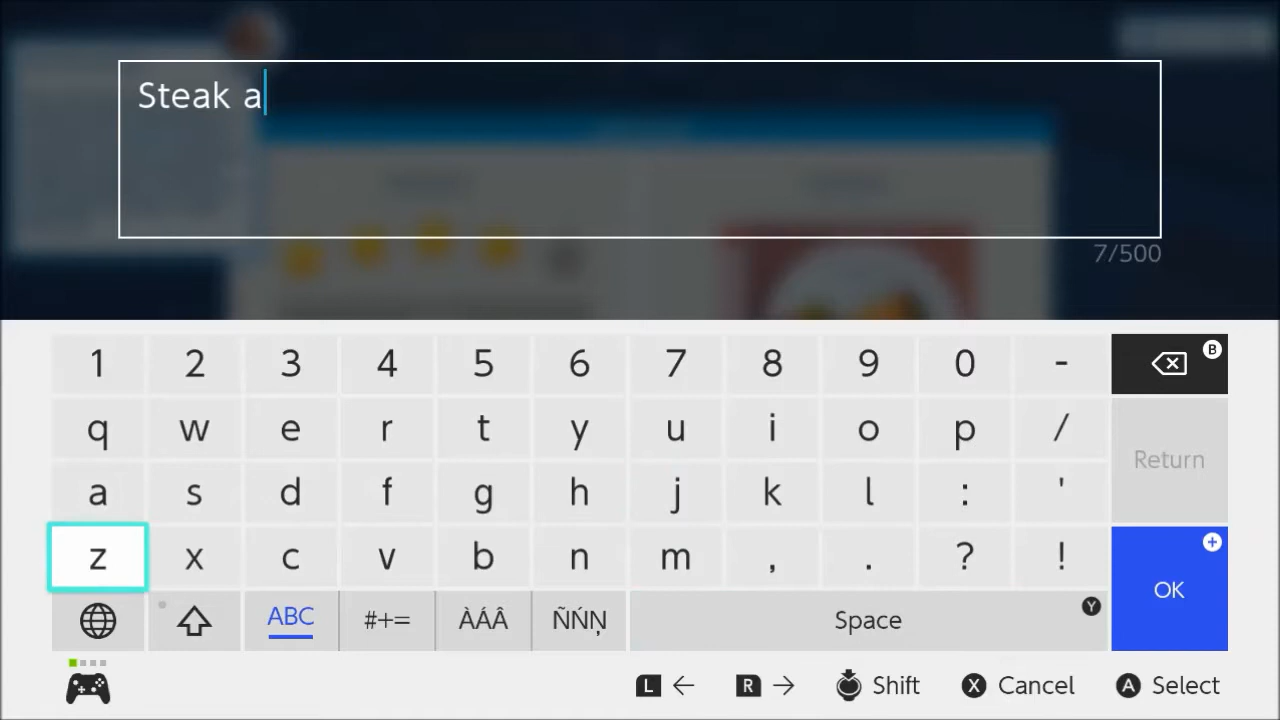 Steak a
7/500
1 2 3 4 5 6 7 8 9 0 - B
q w e r t y u i o p /
Return
a s d f g h j k l : '
z x c v b n m , . ? ! +
OK
ABC #+= ÀÁÂ ÑŃŅ Space Y
L ← R → Shift X Cancel A Select